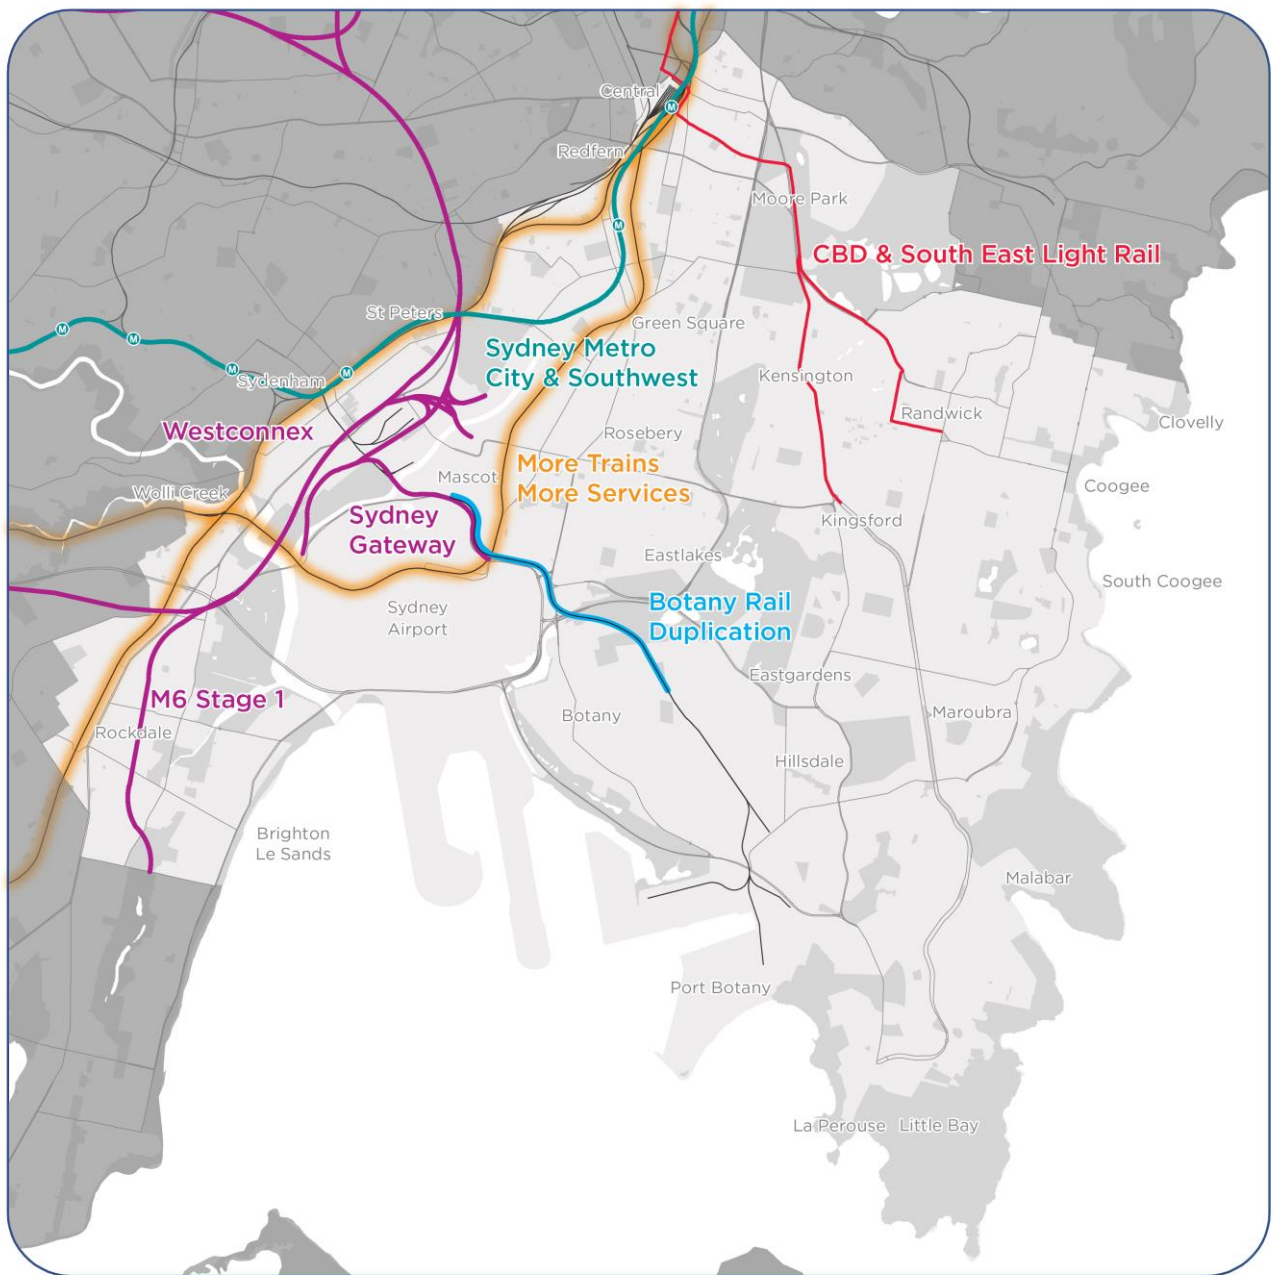 Central
M
Redfern
Moore Park
M
CBD & South East Light Rail
St Peters
Green Square
M
M
Sydney Metro
City & Southwest
M
M
Sydenham
Kensington
Randwick
Clovelly
Westconnex
Rosebery
More Trains
More Services
Mascot
Wolli Creek
Coogee
Sydney
Gateway
Kingsford
Eastlakes
South Coogee
Sydney
Airport
Botany Rail
Duplication
Eastgardens
M6 Stage 1
Botany
Maroubra
Rockdale
Hillsdale
Brighton
Le Sands
Malabar
Port Botany
La Perouse
Little Bay